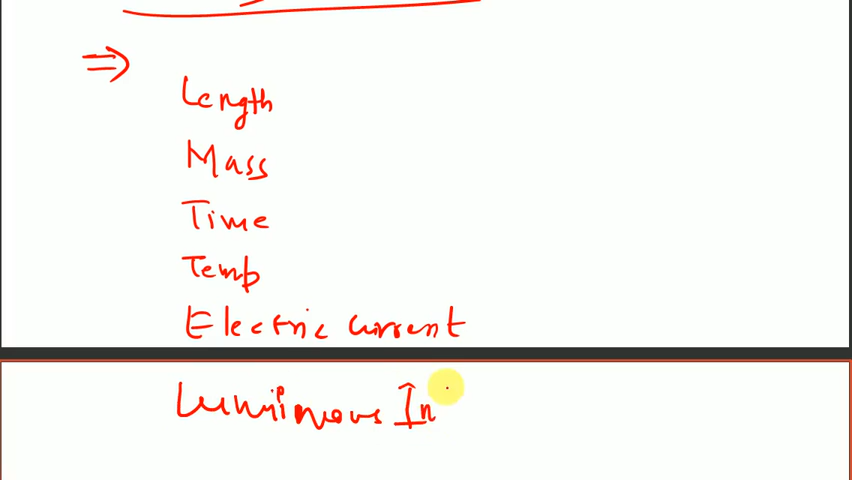 ⇒
Length
Mass
Time
Temp
Electric current
Luminous In